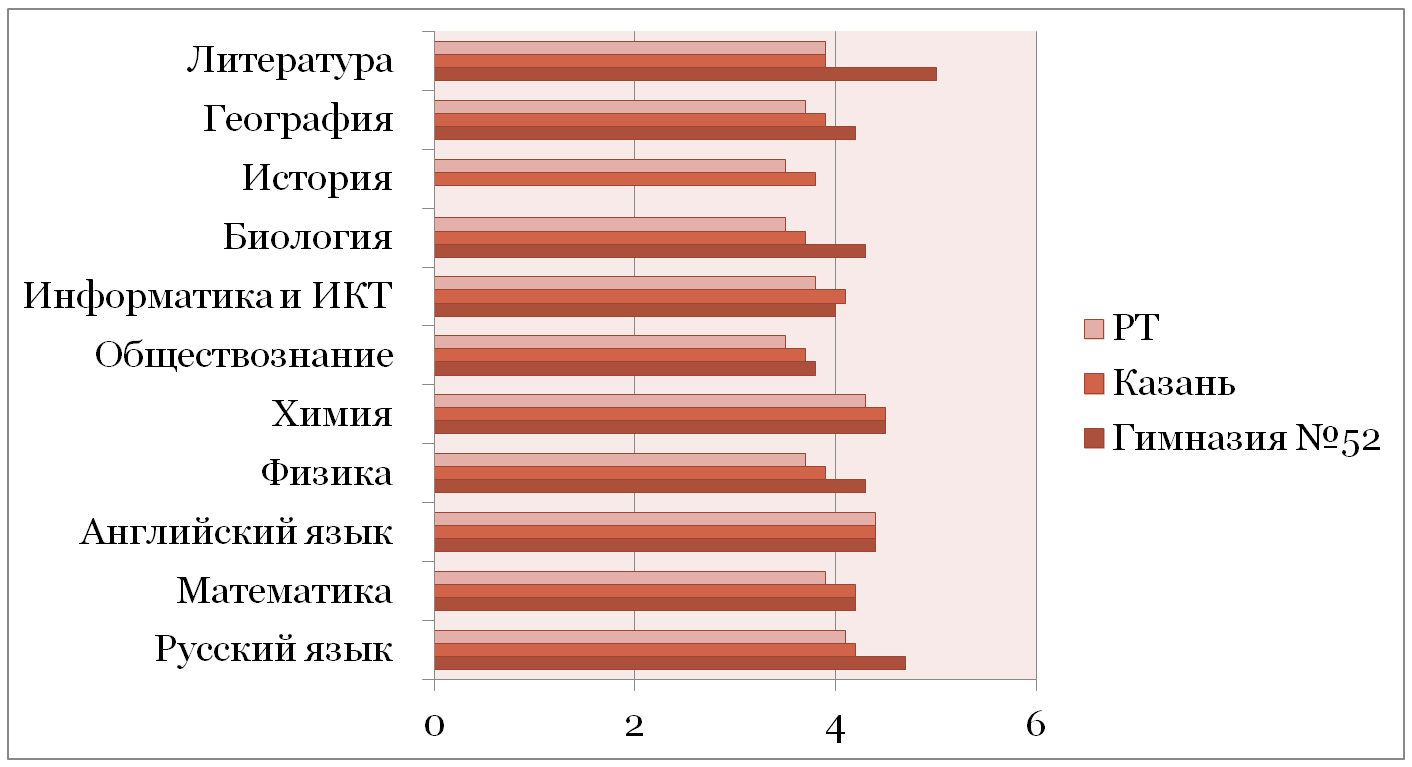 Литература
География
История
Биология
Информатика и ИКТ
Обществознание
Химия
Физика
Английский язык
Математика
Русский язык
0 2 4 6
РТ
Казань
Гимназия №52